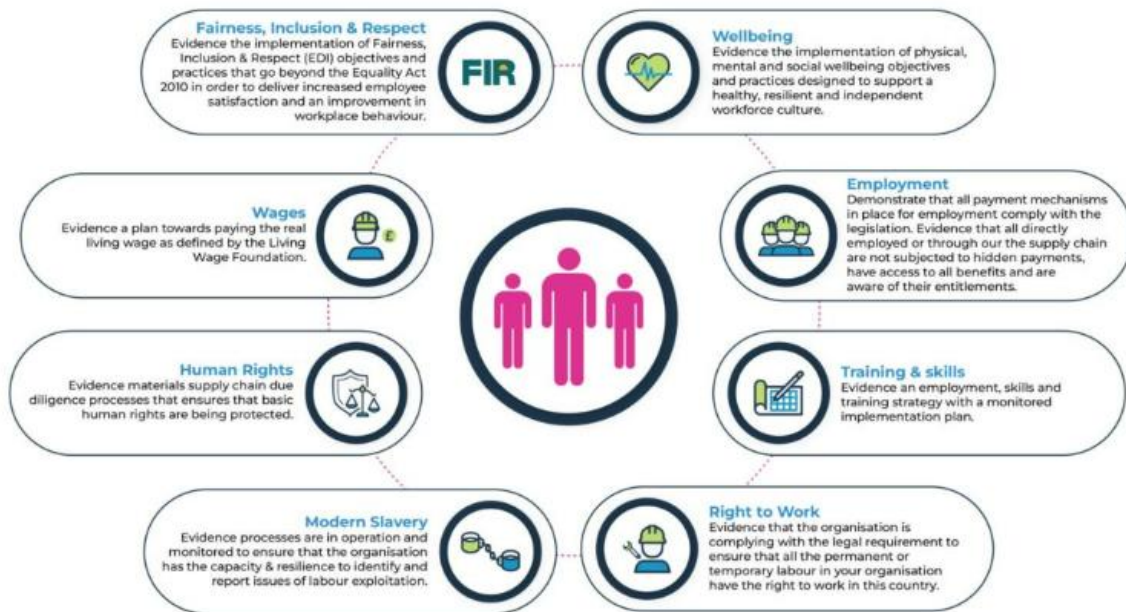 Fairness, Inclusion & Respect
Evidence the implementation of Fairness,
Inclusion & Respect (EDI) objectives and
practices that go beyond the Equality Act
2010 in order to deliver increased employee
satisfaction and an improvement in
workplace behaviour.
FIR
Wellbeing
Evidence the implementation of physical,
mental and social wellbeing objectives
and practices designed to support a
healthy, resilient and independent
workforce culture.
Wages
Evidence a plan towards paying the real
living wage as defined by the Living
Wage Foundation.
£
Employment
Demonstrate that all payment mechanisms
in place for employment comply with the
legislation. Evidence that all directly
employed or through our the supply chain
are not subjected to hidden payments,
have access to all benefits and are
aware of their entitlements.
Human Rights
Evidence materials supply chain due
diligence processes that ensures that basic
human rights are being protected.
Training & skills
Evidence an employment, skills and
training strategy with a monitored
implementation plan.
Modern Slavery
Evidence processes are in operation and
monitored to ensure that the organisation
has the capacity & resilience to identify and
report issues of labour exploitation.
Right to Work
Evidence that the organisation is
complying with the legal requirement to
ensure that all the permanent or
temporary labour in your organisation
have the right to work in this country.